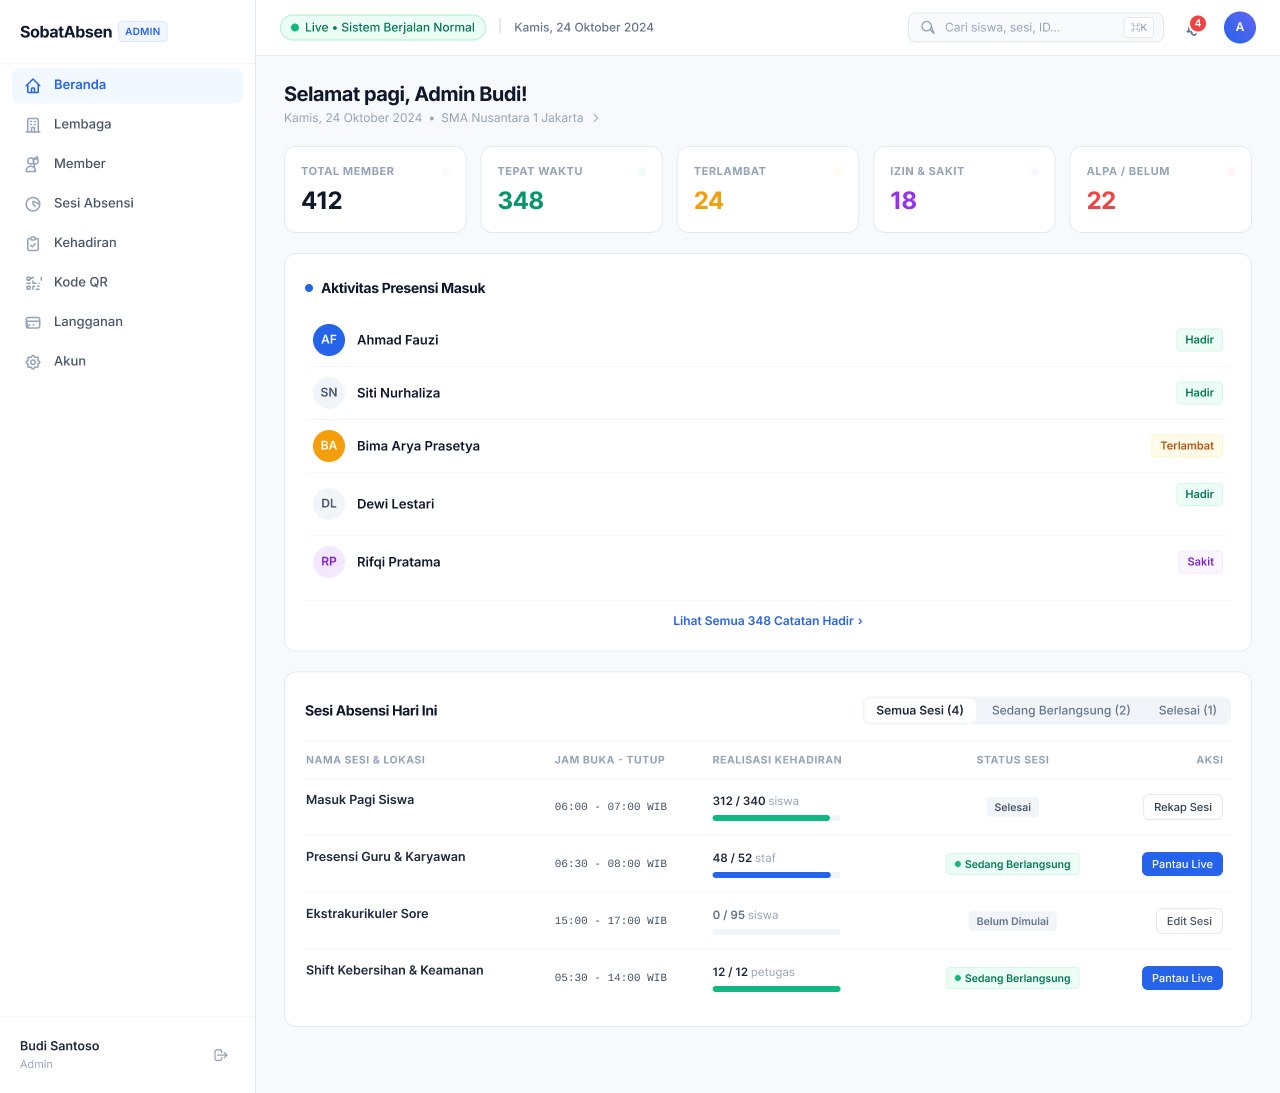 SobatAbsen ADMIN
Beranda
Lembaga
Member
Sesi Absensi
Kehadiran
Kode QR
Langganan
Akun
Budi Santoso
Admin
Live • Sistem Berjalan Normal
Kamis, 24 Oktober 2024
Cari siswa, sesi, ID...
⌘K
4
A
Selamat pagi, Admin Budi!
Kamis, 24 Oktober 2024 • SMA Nusantara 1 Jakarta
TOTAL MEMBER
412
TEPAT WAKTU
348
TERLAMBAT
24
IZIN & SAKIT
18
ALPA / BELUM
22
Aktivitas Presensi Masuk
AF Ahmad Fauzi Hadir
SN Siti Nurhaliza Hadir
BA Bima Arya Prasetya Terlambat
DL Dewi Lestari Hadir
RP Rifqi Pratama Sakit
Lihat Semua 348 Catatan Hadir ›
Sesi Absensi Hari Ini
Semua Sesi (4) Sedang Berlangsung (2) Selesai (1)
NAMA SESI & LOKASI JAM BUKA - TUTUP REALISASI KEHADIRAN STATUS SESI AKSI
Masuk Pagi Siswa 06:00 - 07:00 WIB 312 / 340 siswa Selesai Rekap Sesi
Presensi Guru & Karyawan 06:30 - 08:00 WIB 48 / 52 staf Sedang Berlangsung Pantau Live
Ekstrakurikuler Sore 15:00 - 17:00 WIB 0 / 95 siswa Belum Dimulai Edit Sesi
Shift Kebersihan & Keamanan 05:30 - 14:00 WIB 12 / 12 petugas Sedang Berlangsung Pantau Live